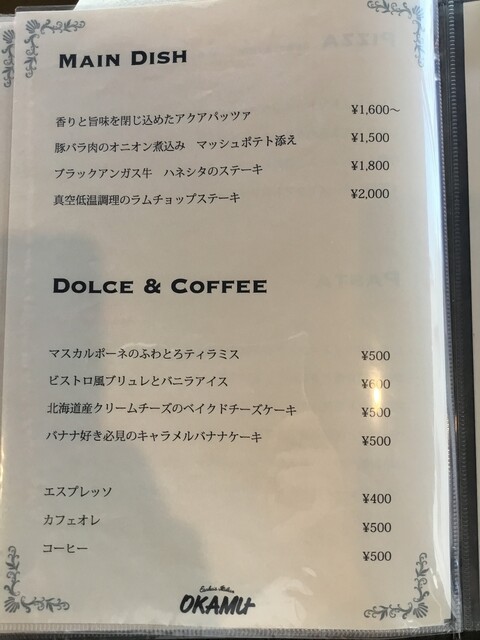 MAIN DISH
香りと旨味を閉じ込めたアクアパッツァ ¥1,600～
豚バラ肉のオニオン煮込み マッシュポテト添え ¥1,500
ブラックアンガス牛 ハネシタのステーキ ¥1,800
真空低温調理のラムチョップステーキ ¥2,000
DOLCE & COFFEE
マスカルポーネのふわとろティラミス ¥500
ビストロ風ブリュレとバニラアイス ¥600
北海道産クリームチーズのベイクドチーズケーキ ¥500
バナナ好き必見のキャラメルバナナケーキ ¥500
エスプレッソ ¥400
カフェオレ ¥500
コーヒー ¥500
OKAMU